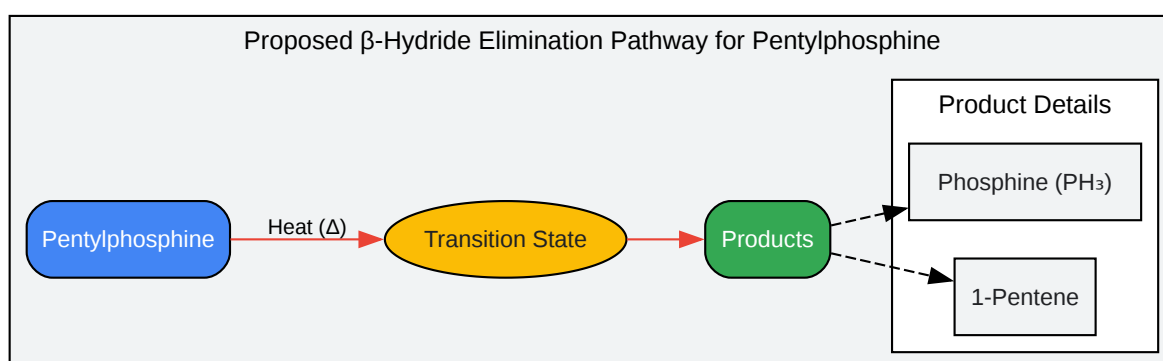 Proposed β-Hydride Elimination Pathway for Pentylphosphine
Product Details
Phosphine (PH₃)
Pentylphosphine
Heat (Δ)
Transition State
Products
1-Pentene